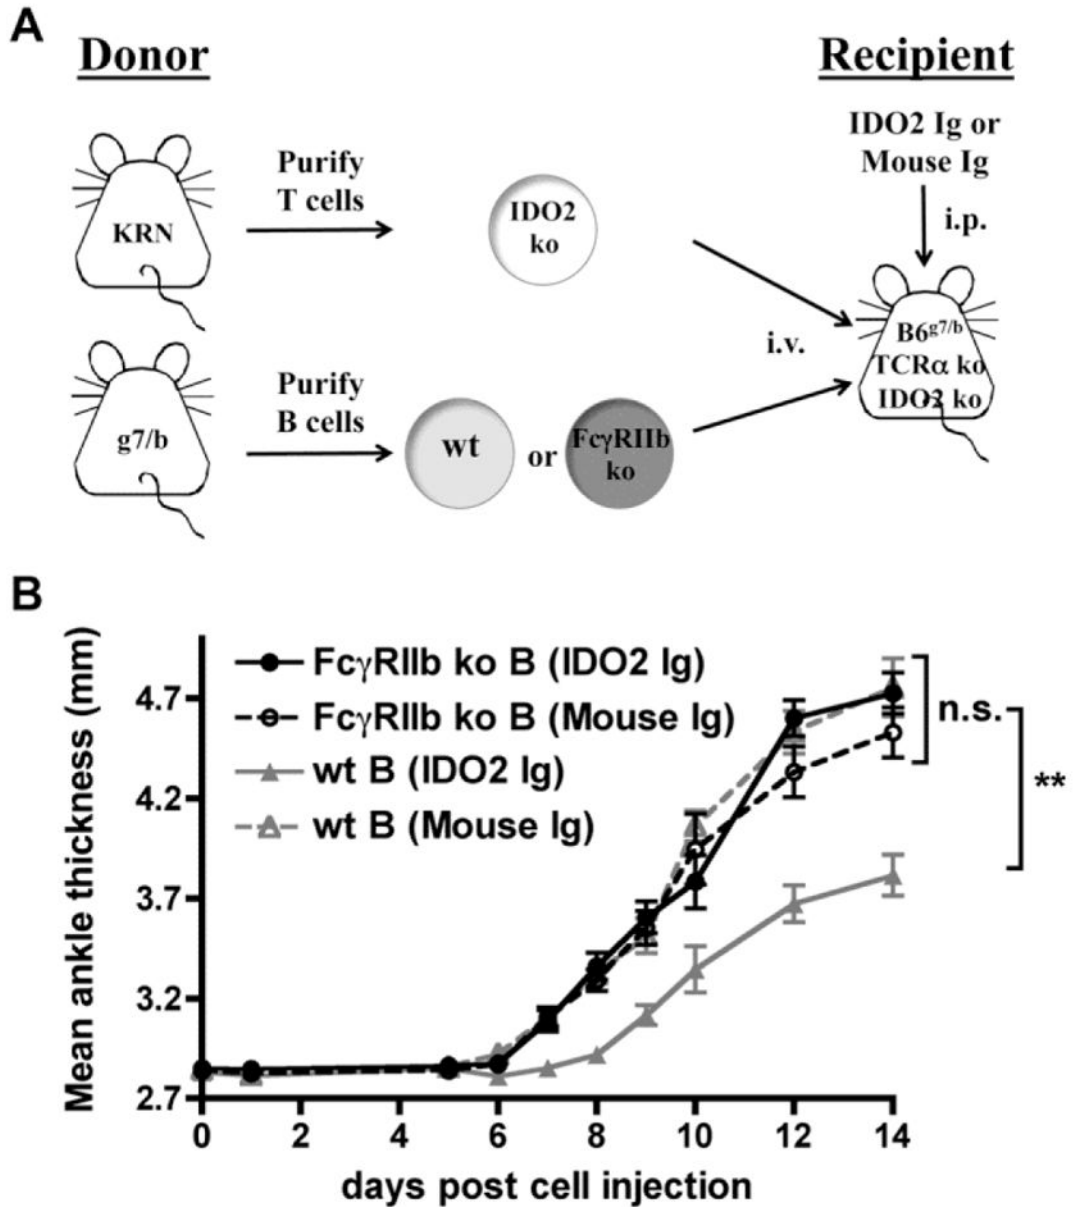 A
Donor
Recipient
IDO2 Ig or
Mouse Ig
i.p.
KRN
Purify
T cells
IDO2
ko
i.v.
B6g7/b
TCRα ko
IDO2 ko
g7/b
Purify
B cells
wt
or
FcγRIIb
ko
B
Mean ankle thickness (mm)
4.7
4.2
3.7
3.2
2.7
FcγRIIb ko B (IDO2 Ig)
FcγRIIb ko B (Mouse Ig)
wt B (IDO2 Ig)
wt B (Mouse Ig)
n.s.
**
0 2 4 6 8 10 12 14
days post cell injection